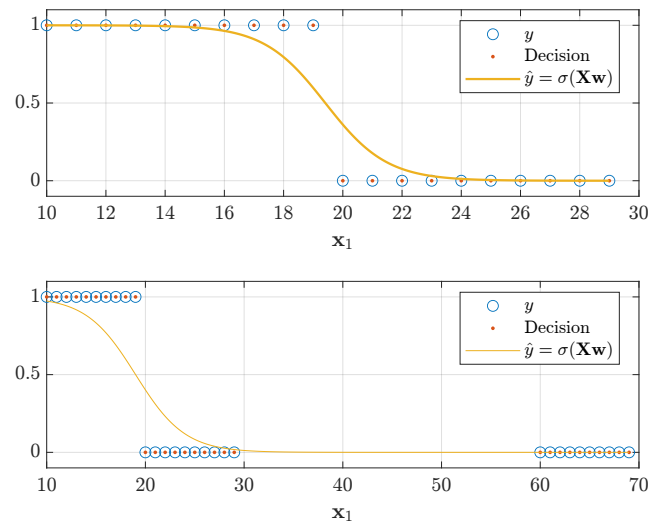 1
0.5
0
10 12 14 16 18 20 22 24 26 28 30
x₁
y
Decision
ŷ = σ(Xw)
1
0.5
0
10 20 30 40 50 60 70
x₁
y
Decision
ŷ = σ(Xw)